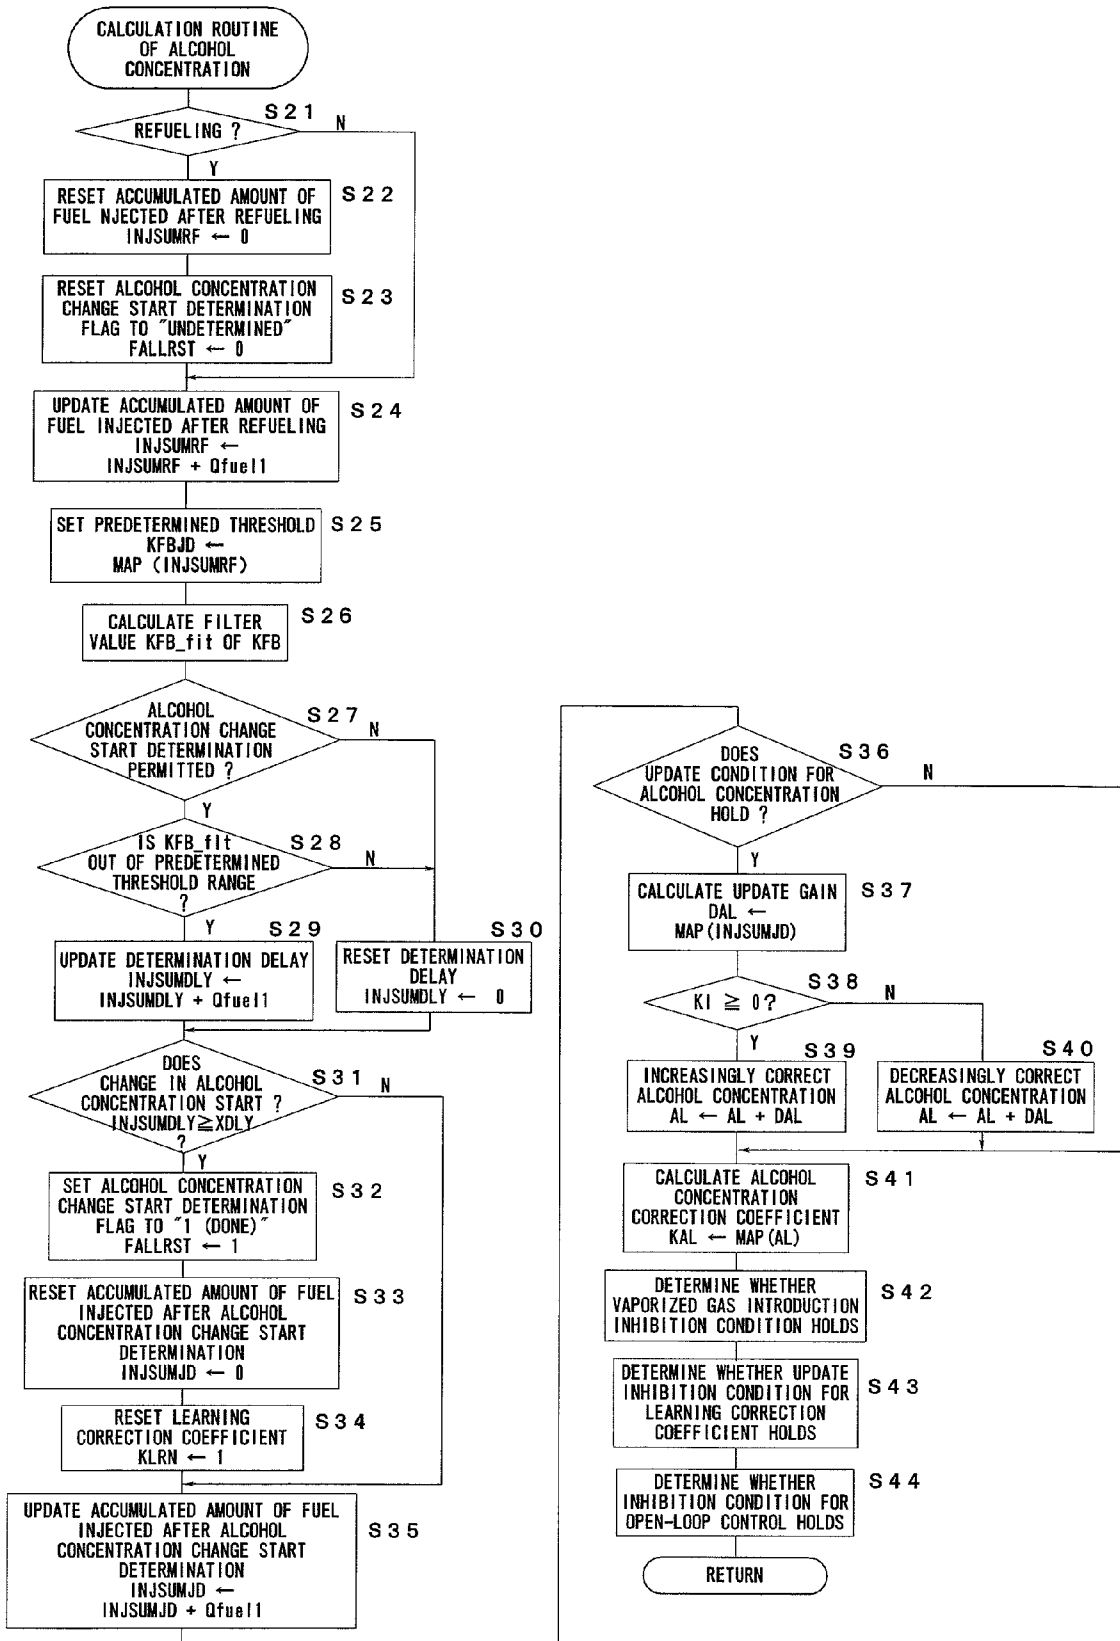 CALCULATION ROUTINE
OF ALCOHOL
CONCENTRATION
S21
REFUELING ?
N
Y
RESET ACCUMULATED AMOUNT OF
FUEL NJECTED AFTER REFUELING
INJSUMRF ← 0
S22
RESET ALCOHOL CONCENTRATION
CHANGE START DETERMINATION
FLAG TO "UNDETERMINED"
FALLRST ← 0
S23
UPDATE ACCUMULATED AMOUNT OF
FUEL INJECTED AFTER REFUELING
INJSUMRF ←
INJSUMRF + Qfuel1
S24
SET PREDETERMINED THRESHOLD
KFBJD ←
MAP (INJSUMRF)
S25
CALCULATE FILTER
VALUE KFB_fit OF KFB
S26
ALCOHOL
CONCENTRATION CHANGE
START DETERMINATION
PERMITTED ?
S27
N
Y
IS KFB_fit
OUT OF PREDETERMINED
THRESHOLD RANGE
?
S28
N
Y
S29
UPDATE DETERMINATION DELAY
INJSUMDLY ←
INJSUMDLY + Qfuel1
S30
RESET DETERMINATION
DELAY
INJSUMDLY ← 0
DOES
CHANGE IN ALCOHOL
CONCENTRATION START ?
INJSUMDLY≧XDLY
?
S31
N
Y
SET ALCOHOL CONCENTRATION
CHANGE START DETERMINATION
FLAG TO "1 (DONE)"
FALLRST ← 1
S32
RESET ACCUMULATED AMOUNT OF FUEL
INJECTED AFTER ALCOHOL
CONCENTRATION CHANGE START
DETERMINATION
INJSUMJD ← 0
S33
RESET LEARNING
CORRECTION COEFFICIENT
KLRN ← 1
S34
UPDATE ACCUMULATED AMOUNT OF FUEL
INJECTED AFTER ALCOHOL
CONCENTRATION CHANGE START
DETERMINATION
INJSUMJD ←
INJSUMJD + Qfuel1
S35
DOES
UPDATE CONDITION FOR
ALCOHOL CONCENTRATION
HOLD ?
S36
N
Y
CALCULATE UPDATE GAIN
DAL ←
MAP(INJSUMJD)
S37
KI ≧ 0?
S38
N
Y
S39
INCREASINGLY CORRECT
ALCOHOL CONCENTRATION
AL ← AL + DAL
S40
DECREASINGLY CORRECT
ALCOHOL CONCENTRATION
AL ← AL + DAL
CALCULATE ALCOHOL
CONCENTRATION
CORRECTION COEFFICIENT
KAL ← MAP(AL)
S41
DETERMINE WHETHER
VAPORIZED GAS INTRODUCTION
INHIBITION CONDITION HOLDS
S42
DETERMINE WHETHER UPDATE
INHIBITION CONDITION FOR
LEARNING CORRECTION
COEFFICIENT HOLDS
S43
DETERMINE WHETHER
INHIBITION CONDITION FOR
OPEN-LOOP CONTROL HOLDS
S44
RETURN